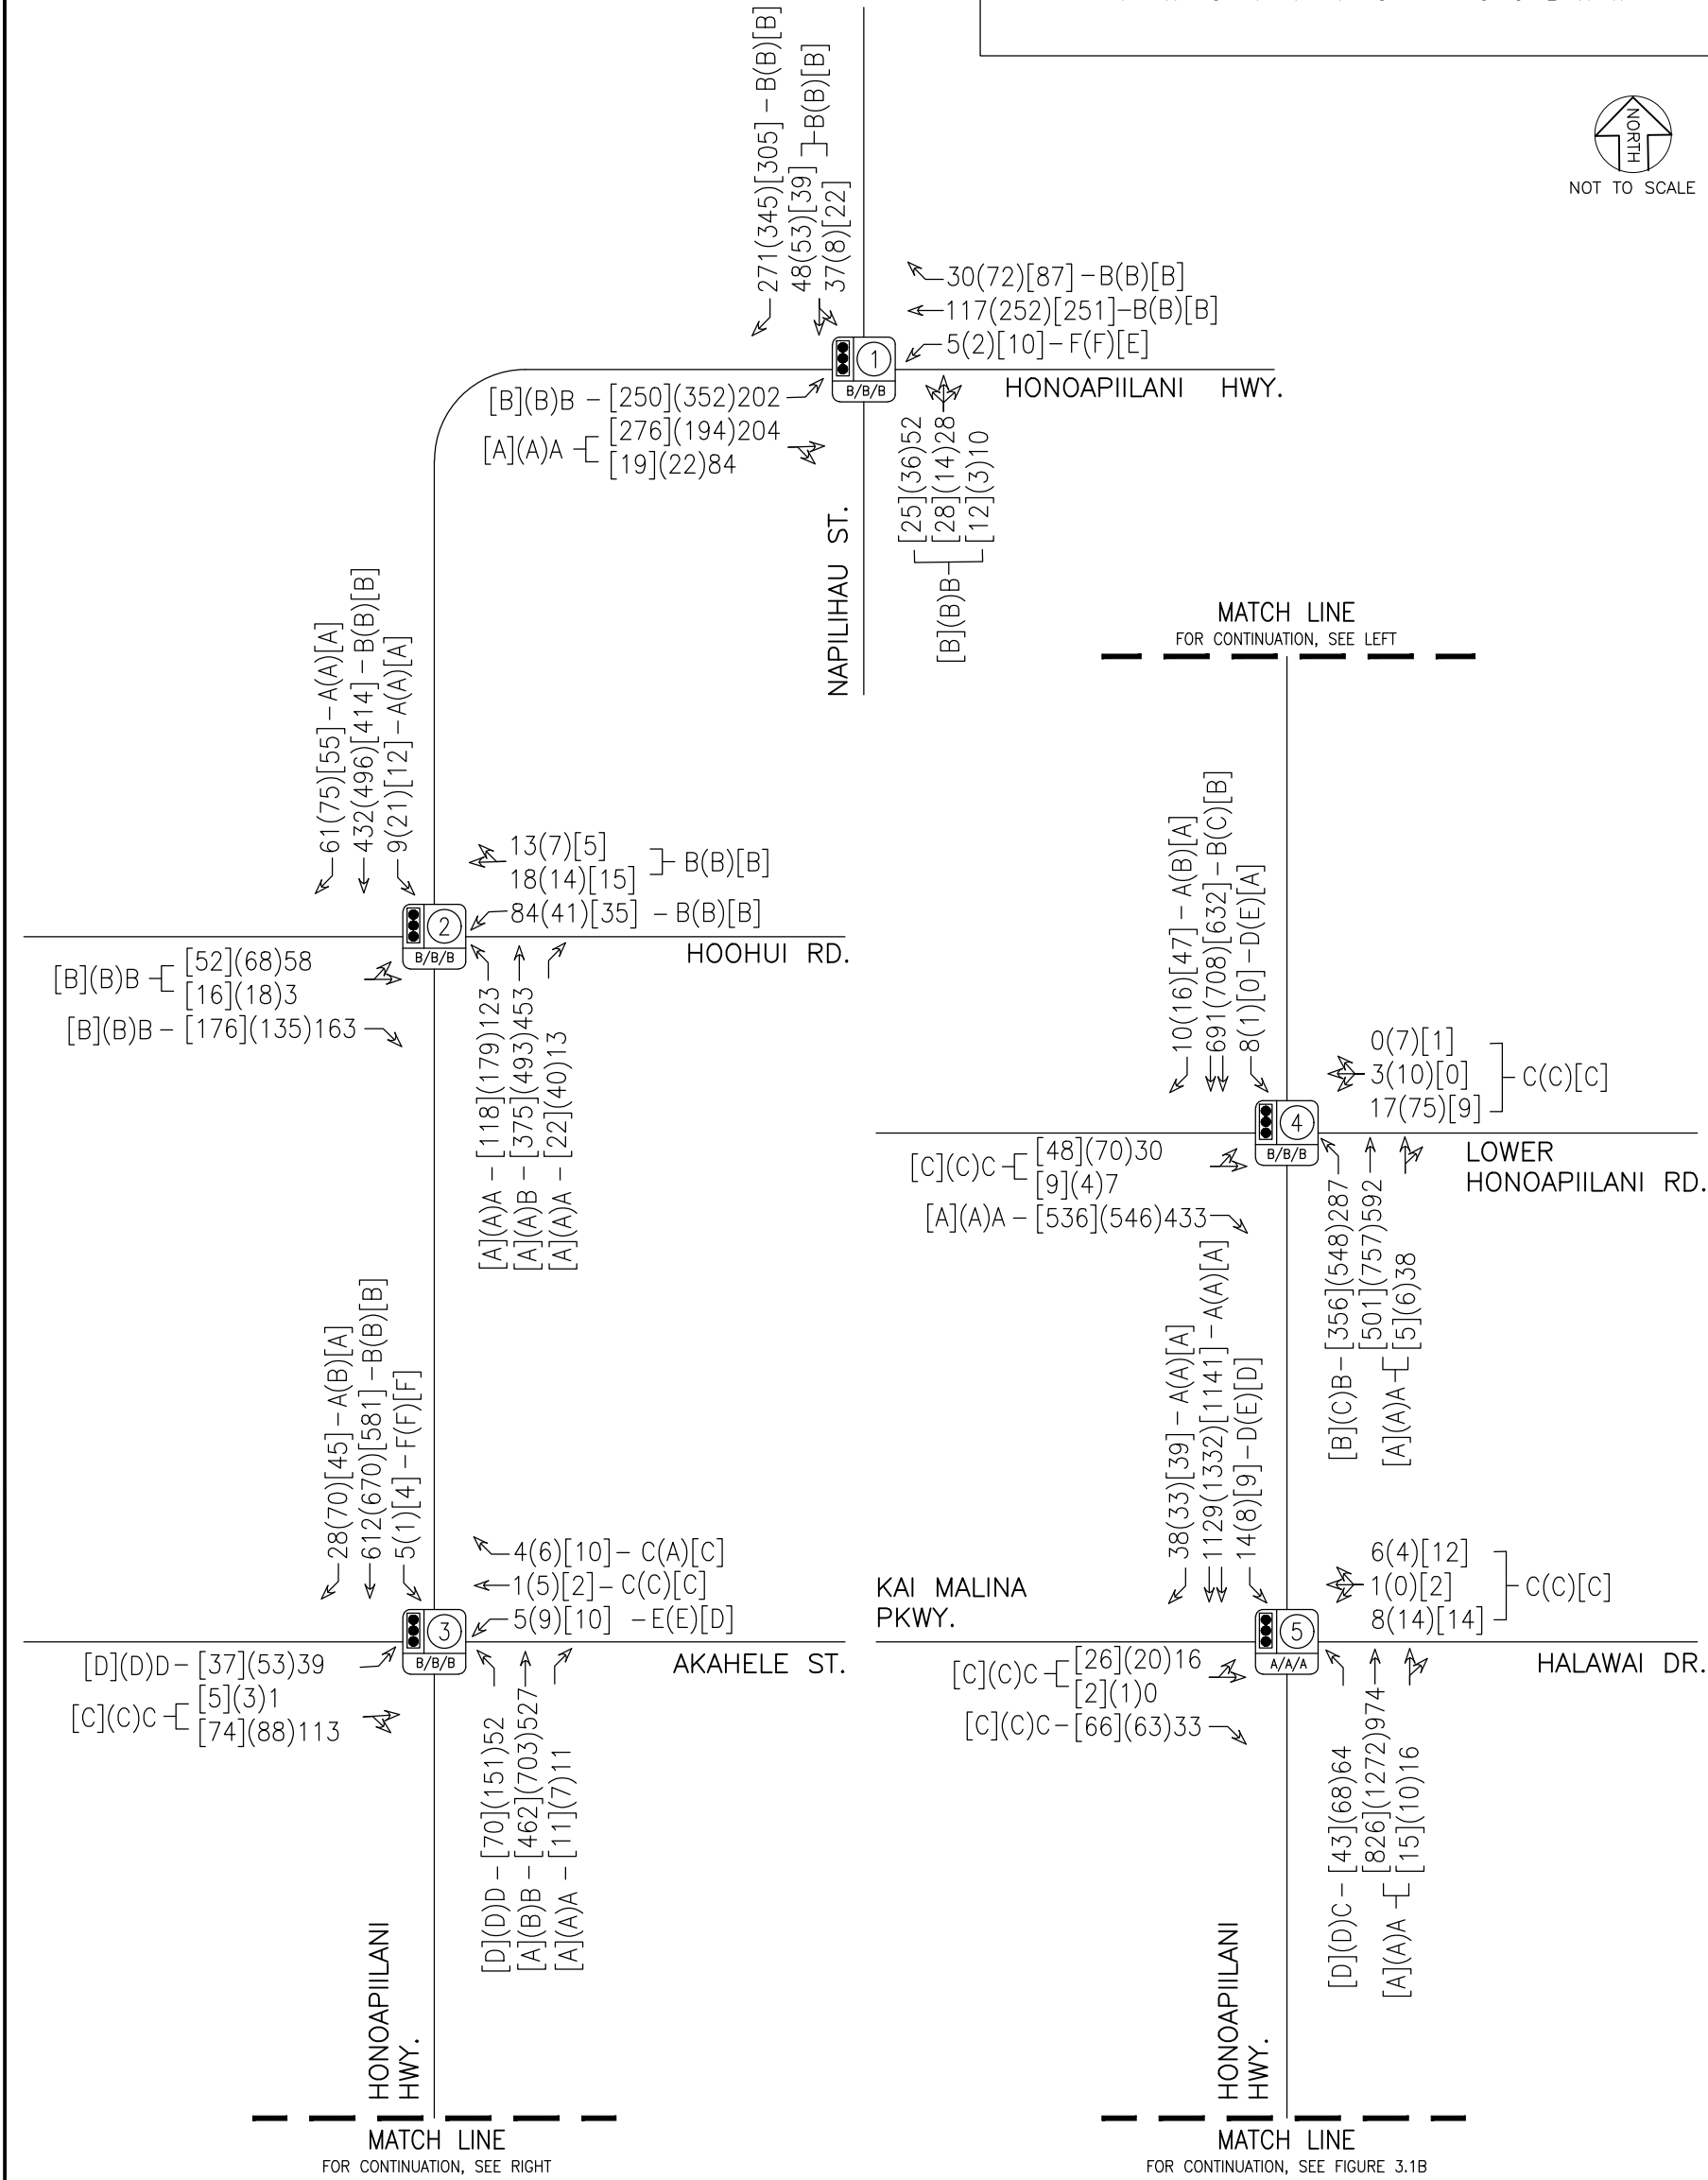 NORTH
NOT TO SCALE
271(345)[305] - B(B)[B]
48(53)[39]
37(8)[22]
B(B)[B]
30(72)[87] - B(B)[B]
117(252)[251] - B(B)[B]
5(2)[10] - F(F)[E]
1
B/B/B
HONOAPIILANI HWY.
[B](B)B - [250](352)202
[A](A)A
[276](194)204
[19](22)84
[25](36)52
[28](14)28
[12](3)10
[B](B)B
NAPILIHAU ST.
MATCH LINE
FOR CONTINUATION, SEE LEFT
61(75)[55] - A(A)[A]
432(496)[414] - B(B)[B]
9(21)[12] - A(A)[A]
13(7)[5]
18(14)[15]
B(B)[B]
84(41)[35] - B(B)[B]
2
B/B/B
HOOHUI RD.
[B](B)B
[52](68)58
[16](18)3
[B](B)B - [176](135)163
[A](A)A - [118](179)123
[A](A)B - [375](493)453
[A](A)A - [22](40)13
10(16)[47] - A(B)[A]
691(708)[632] - B(C)[B]
8(1)[0] - D(E)[A]
0(7)[1]
3(10)[0]
17(75)[9]
C(C)[C]
4
B/B/B
LOWER
HONOAPIILANI RD.
[C](C)C
[48](70)30
[9](4)7
[A](A)A - [536](546)433
[B](C)B - [356](548)287
[501](757)592
[5](6)38
[A](A)A
28(70)[45] - A(B)[A]
612(670)[581] - B(B)[B]
5(1)[4] - F(F)[F]
4(6)[10] - C(A)[C]
1(5)[2] - C(C)[C]
5(9)[10] - E(E)[D]
3
B/B/B
AKAHELE ST.
[D](D)D - [37](53)39
[C](C)C
[5](3)1
[74](88)113
[D](D)D - [70](151)52
[A](B)B - [462](703)527
[A](A)A - [11](7)11
38(33)[39] - A(A)[A]
1129(1332)[1141] - A(A)[A]
14(8)[9] - D(E)[D]
KAI MALINA
PKWY.
6(4)[12]
1(0)[2]
8(14)[14]
C(C)[C]
5
A/A/A
HALAWAI DR.
[C](C)C
[26](20)16
[2](1)0
[C](C)C - [66](63)33
[D](D)C - [43](68)64
[826](1272)974
[15](10)16
[A](A)A
HONOAPIILANI
HWY.
HONOAPIILANI
HWY.
MATCH LINE
FOR CONTINUATION, SEE RIGHT
MATCH LINE
FOR CONTINUATION, SEE FIGURE 3.1B